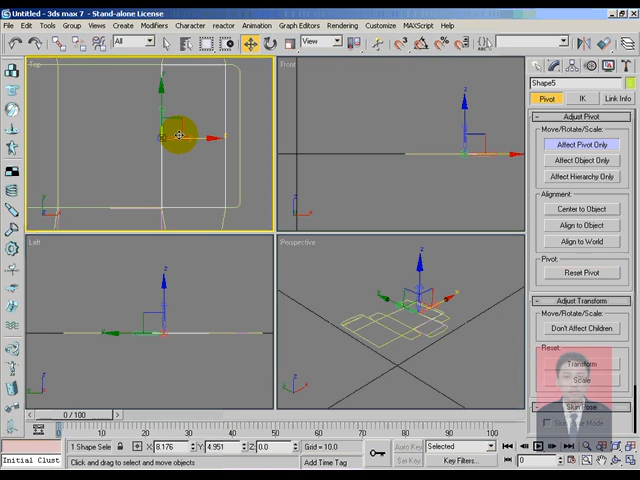 Untitled - 3ds max 7 - Stand-alone License
File Edit Tools Group Views Create Modifiers Character reactor Animation Graph Editors Rendering Customize MAXScript Help
All View
Top
Front
Left
Perspective
Shape5
Pivot IK Link Info
Adjust Pivot
Move/Rotate/Scale:
Affect Pivot Only
Affect Object Only
Affect Hierarchy Only
Alignment:
Center to Object
Align to Object
Align to World
Pivot:
Reset Pivot
Adjust Transform
Move/Rotate/Scale:
Don't Affect Children
Reset:
Transform
Scale
Skin Pose
Skin Pose Mode
0 / 100
0 10 20 30 40 50 60 70 80 90 100
1 Shape Sele X: 8.176 Y: 4.951 Z: 0.0 Grid = 10.0 Auto Key Selected
Initial Clust Click and drag to select and move objects Add Time Tag Set Key Key Filters... 0